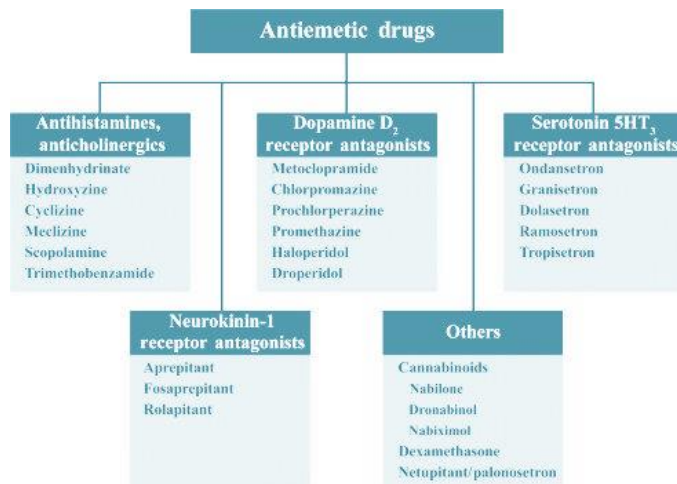 Antiemetic drugs
Antihistamines,
anticholinergics
Dimenhydrinate
Hydroxyzine
Cyclizine
Meclizine
Scopolamine
Trimethobenzamide
Dopamine D₂
receptor antagonists
Metoclopramide
Chlorpromazine
Prochlorperazine
Promethazine
Haloperidol
Droperidol
Serotonin 5HT₃
receptor antagonists
Ondansetron
Granisetron
Dolasetron
Ramosetron
Tropisetron
Neurokinin-1
receptor antagonists
Aprepitant
Fosaprepitant
Rolapitant
Others
Cannabinoids
Nabilone
Dronabinol
Nabiximol
Dexamethasone
Netupitant/palonosetron